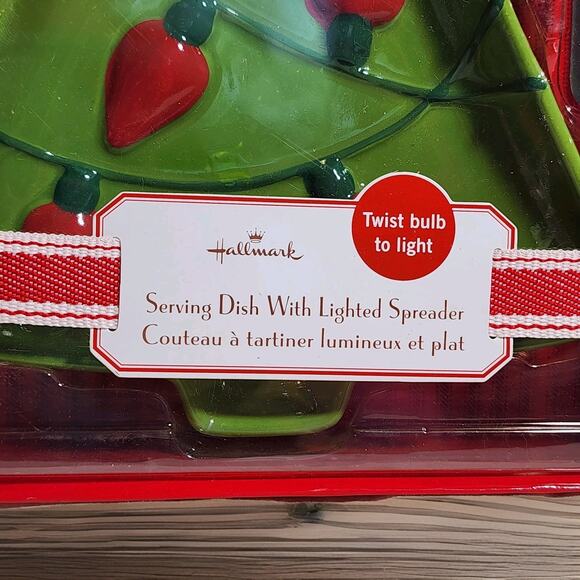 Hallmark
Twist bulb
to light
Serving Dish With Lighted Spreader
Couteau à tartiner lumineux et plat